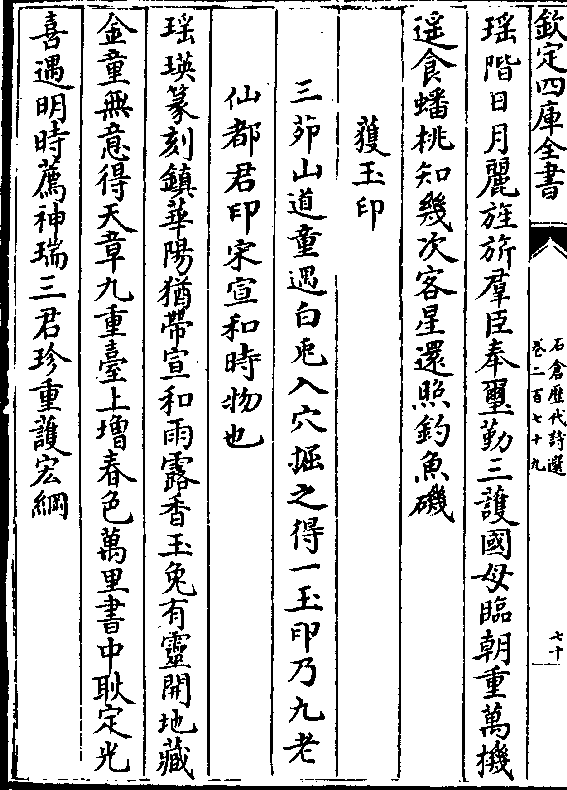 欽定四庫全書
石倉歷代詩選
卷二百七十九
七十
瑶階日月麗旌旂羣臣奉璽勤三護國母臨朝重萬機
遥食蟠桃知幾次客星還照釣魚磯
獲玉印
三茆山道童遇白兎入穴掘之得一玉印乃九老
仙都君印宋宣和時物也
瑶瑛篆刻鎮華陽猶帶宣和雨露香玉兔有靈開地藏
金童無意得天章九重臺上增春色萬里書中耿定光
喜遇明時薦神瑞三君珍重護宏綱